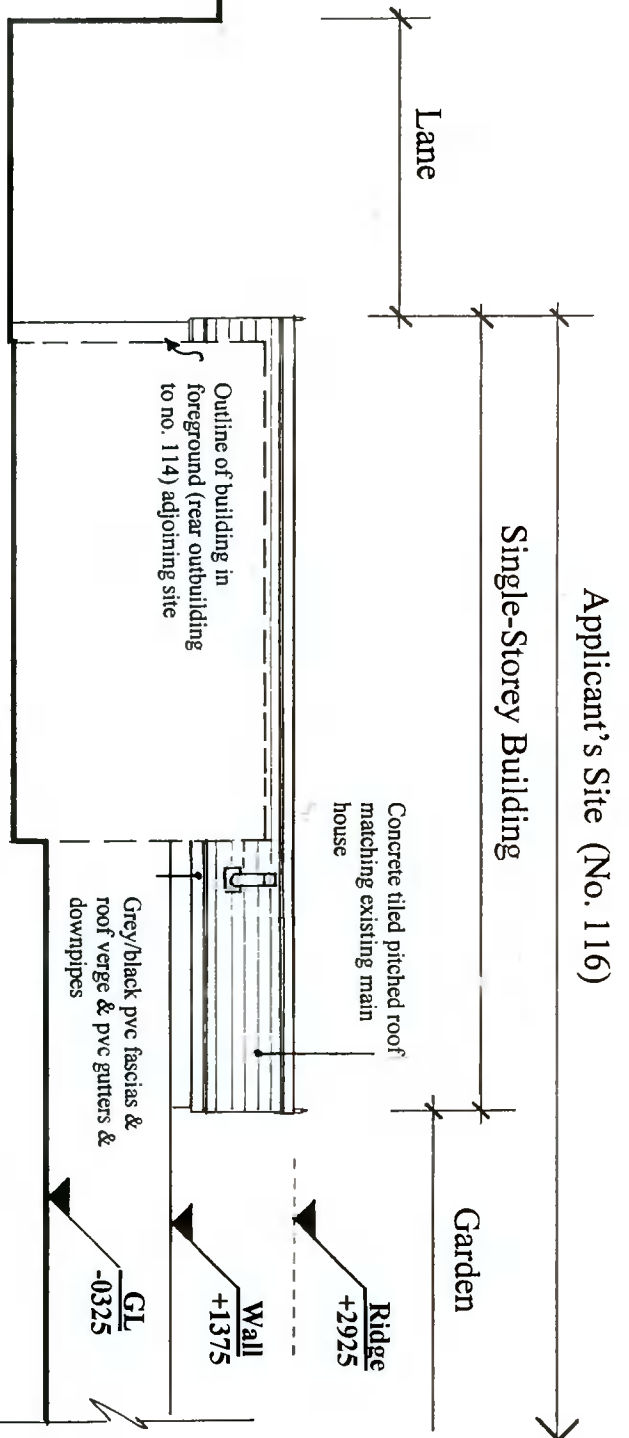 Applicant's Site (No. 116)
Single-Storey Building
Lane
Garden
Concrete tiled pitched roof
matching existing main
house
Ridge
+2925
Wall
+1375
GL
-0325
Outline of building in
foreground (rear outbuilding
to no. 114) adjoining site
Grey/black pvc fascias &
roof verge & pvc gutters &
downpipes